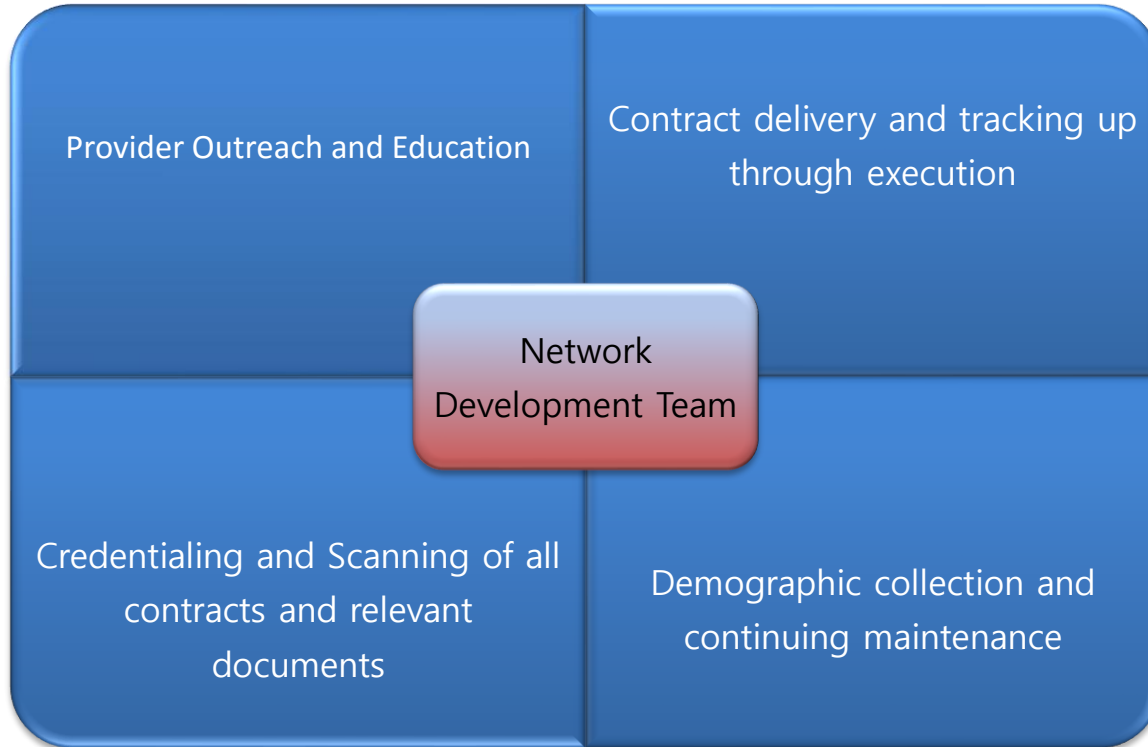 Provider Outreach and Education
Contract delivery and tracking up
through execution
Network
Development Team
Credentialing and Scanning of all
contracts and relevant
documents
Demographic collection and
continuing maintenance